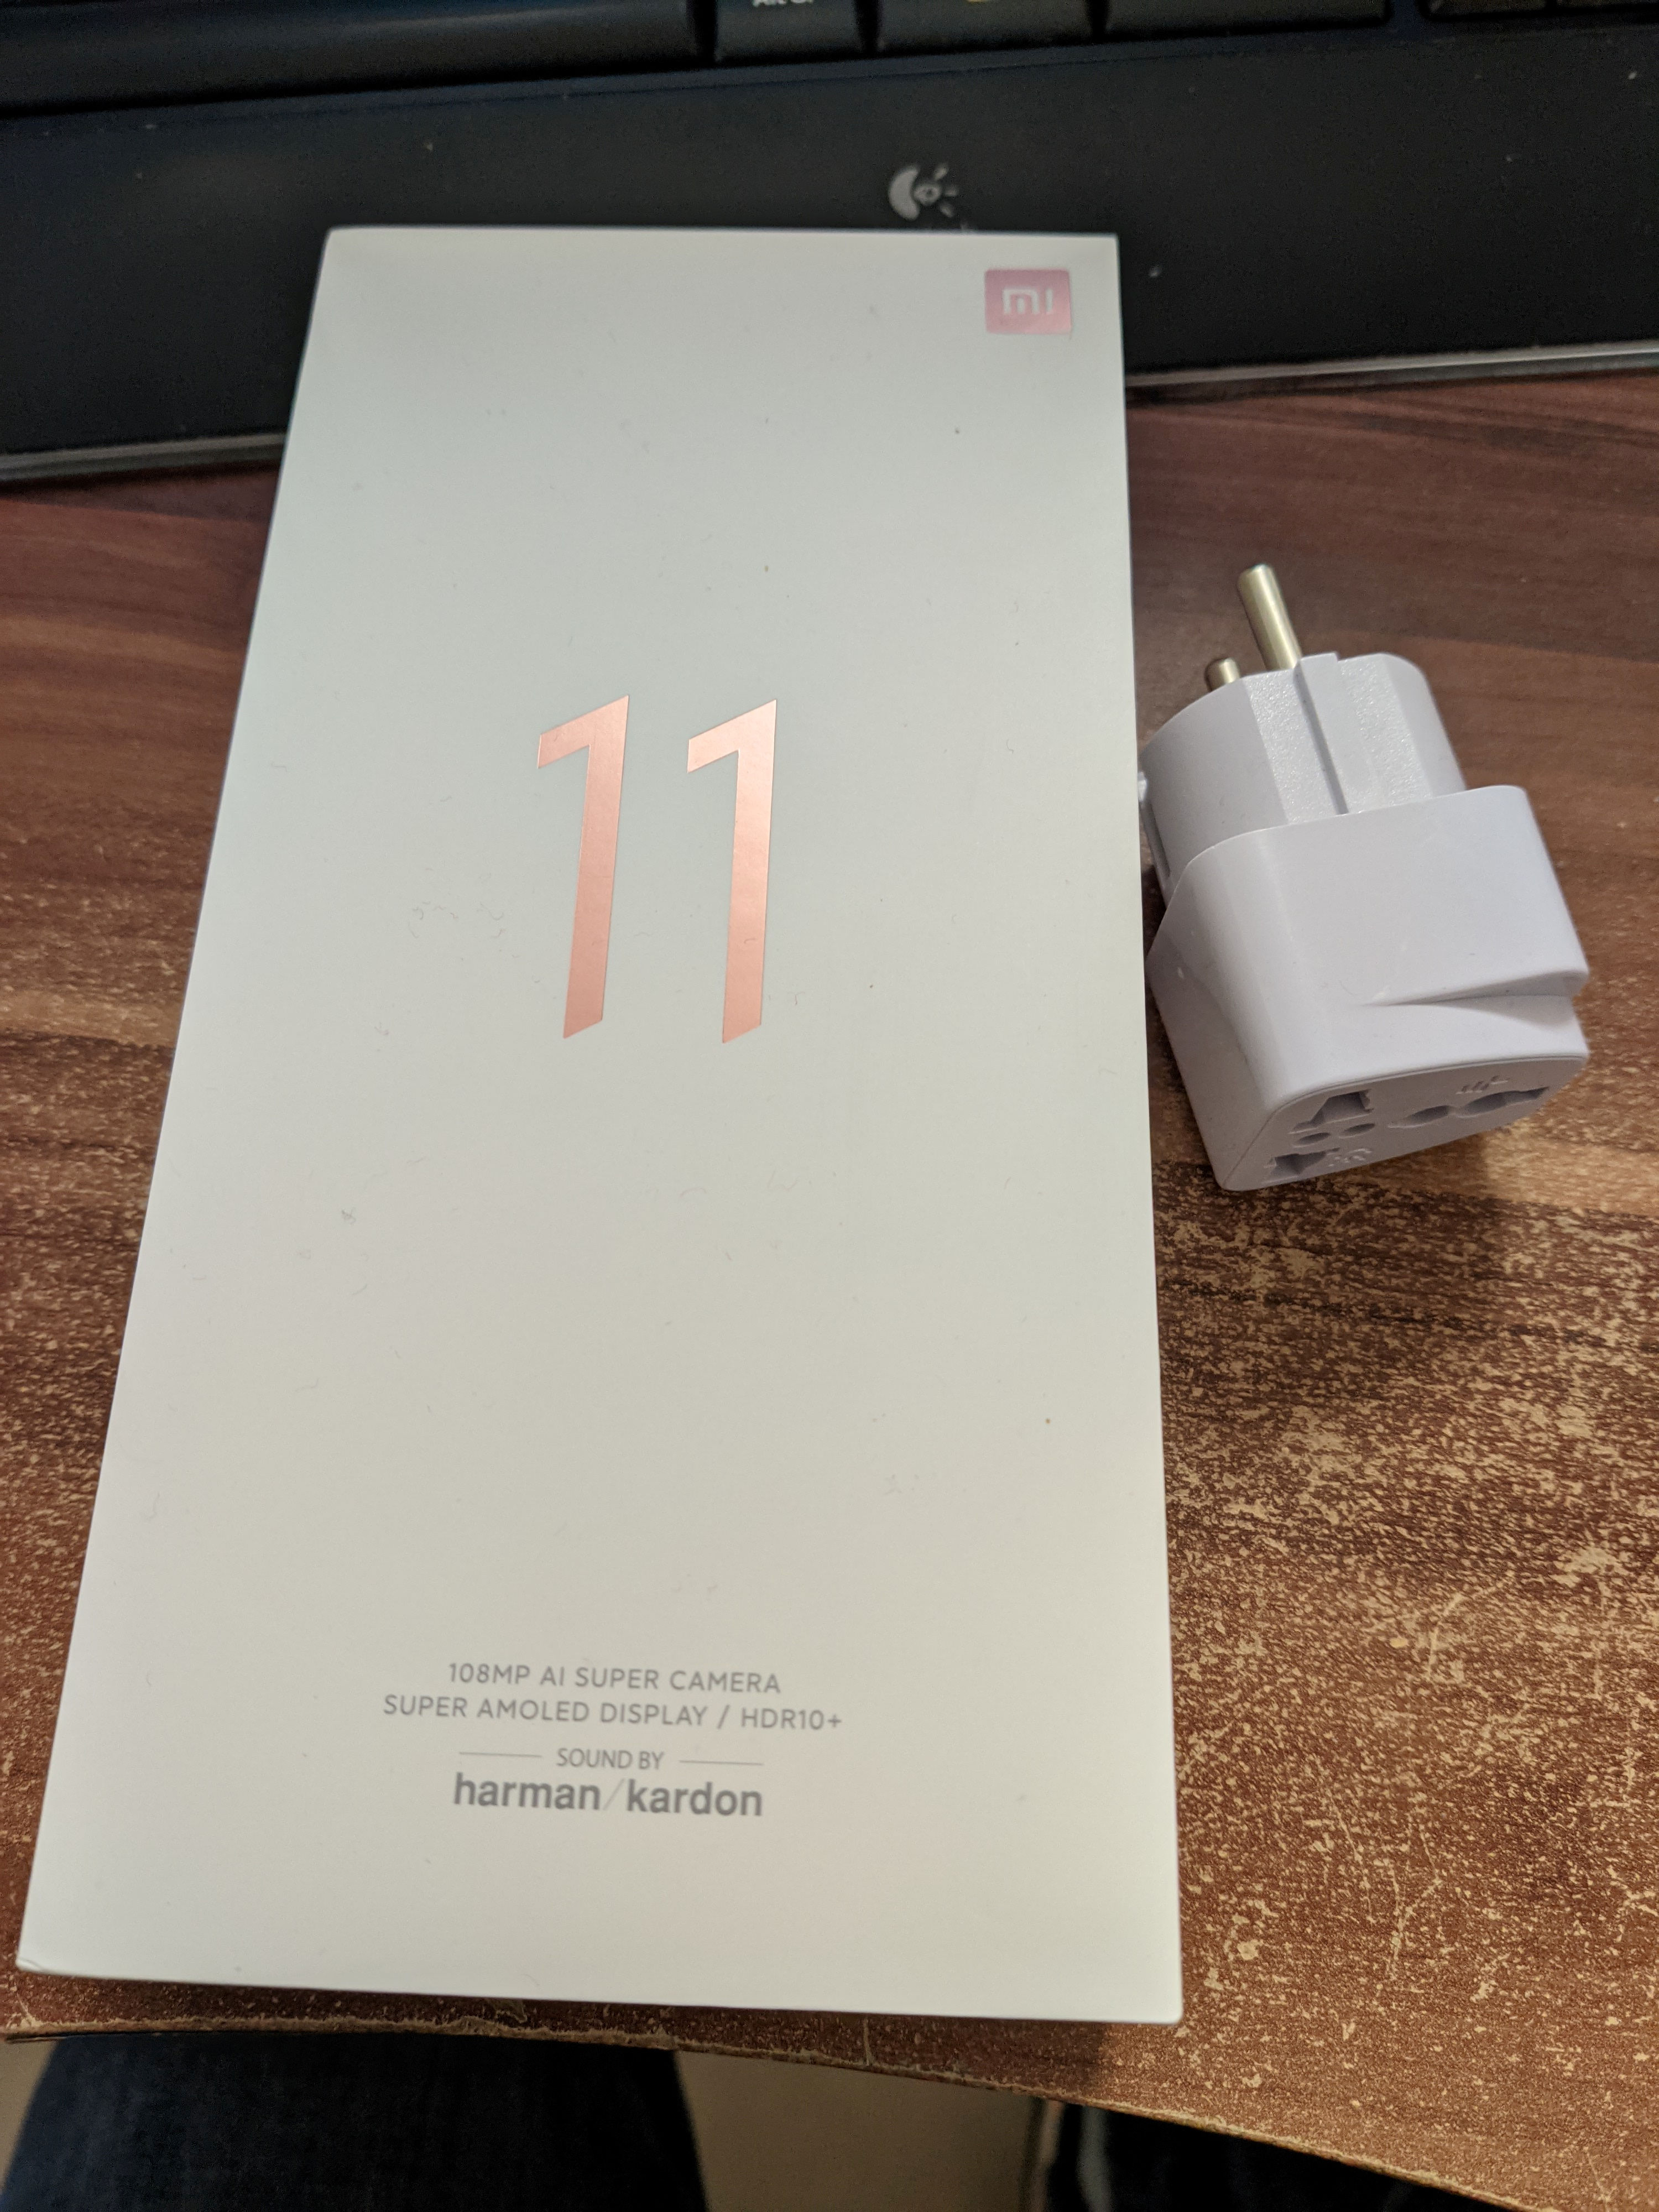 mi
11
108MP AI SUPER CAMERA
SUPER AMOLED DISPLAY / HDR10+
SOUND BY
harman/kardon